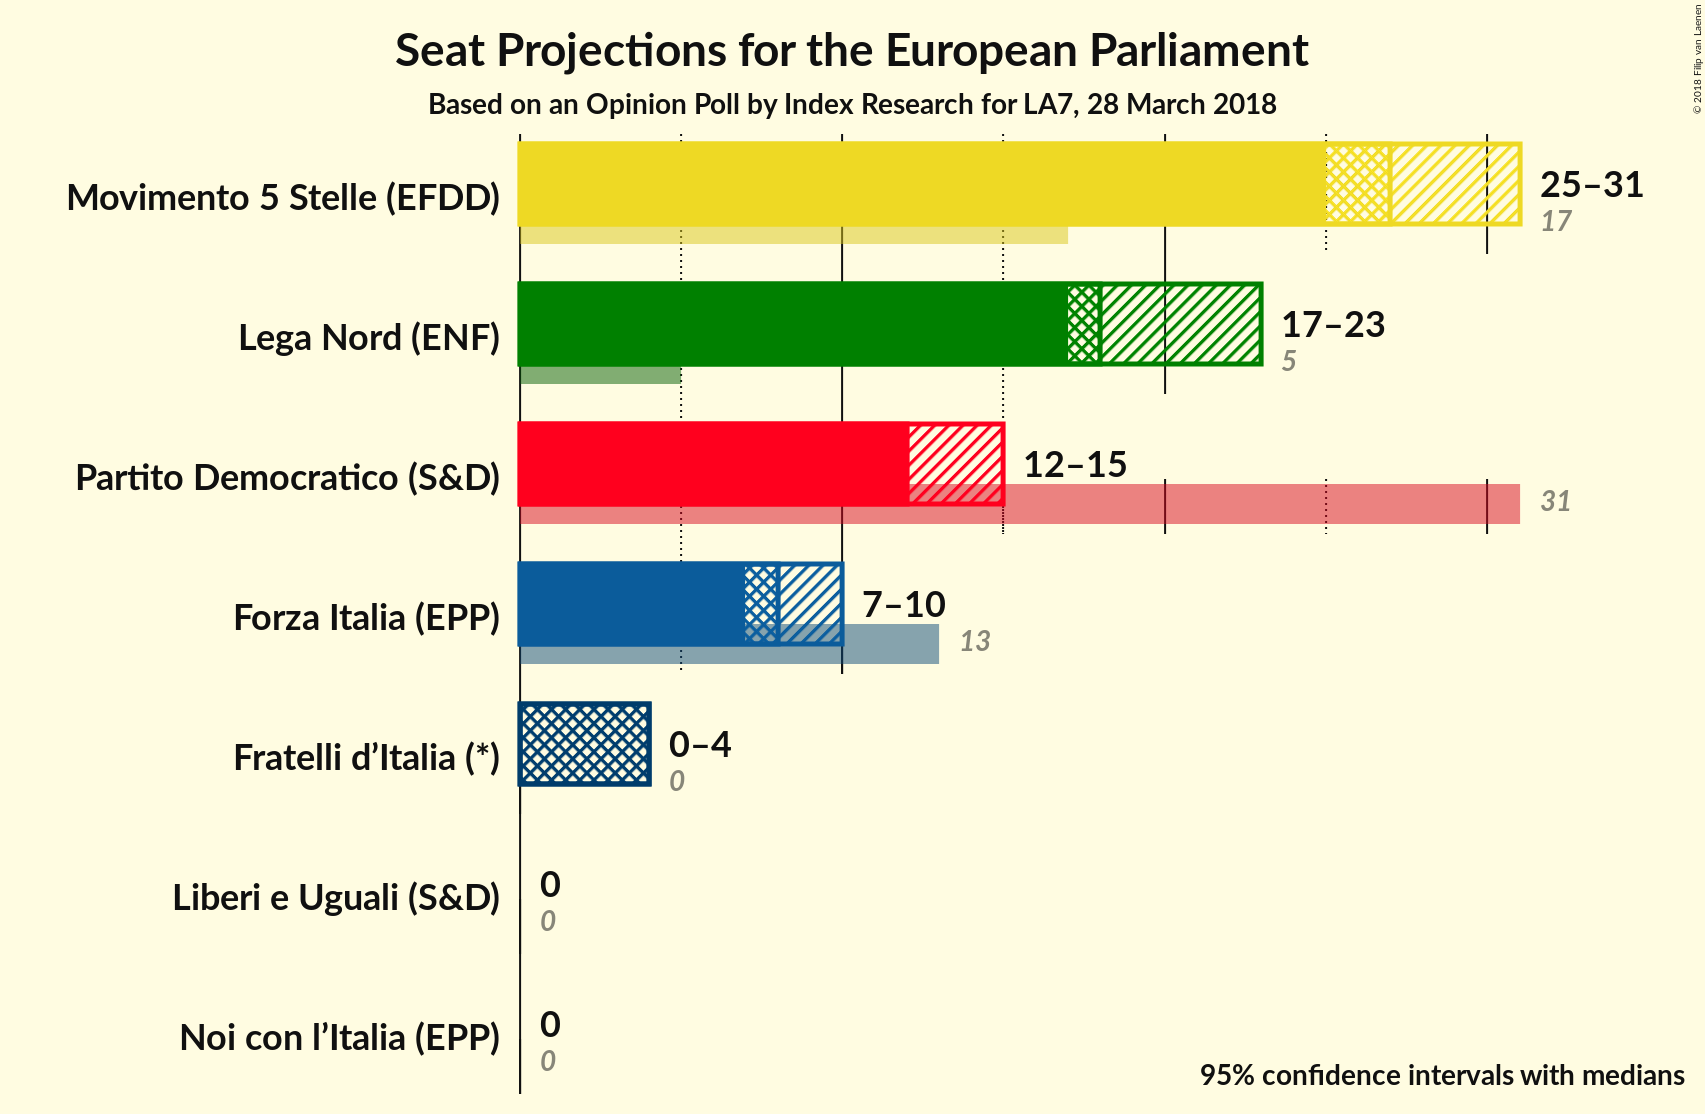 Seat Projections for the European Parliament
Based on an Opinion Poll by Index Research for LA7, 28 March 2018
© 2018 Filip van Laenen
Movimento 5 Stelle (EFDD)
25–31
17
Lega Nord (ENF)
17–23
5
Partito Democratico (S&D)
12–15
31
Forza Italia (EPP)
7–10
13
Fratelli d’Italia (*)
0–4
0
Liberi e Uguali (S&D)
0
0
Noi con l’Italia (EPP)
0
0
95% confidence intervals with medians